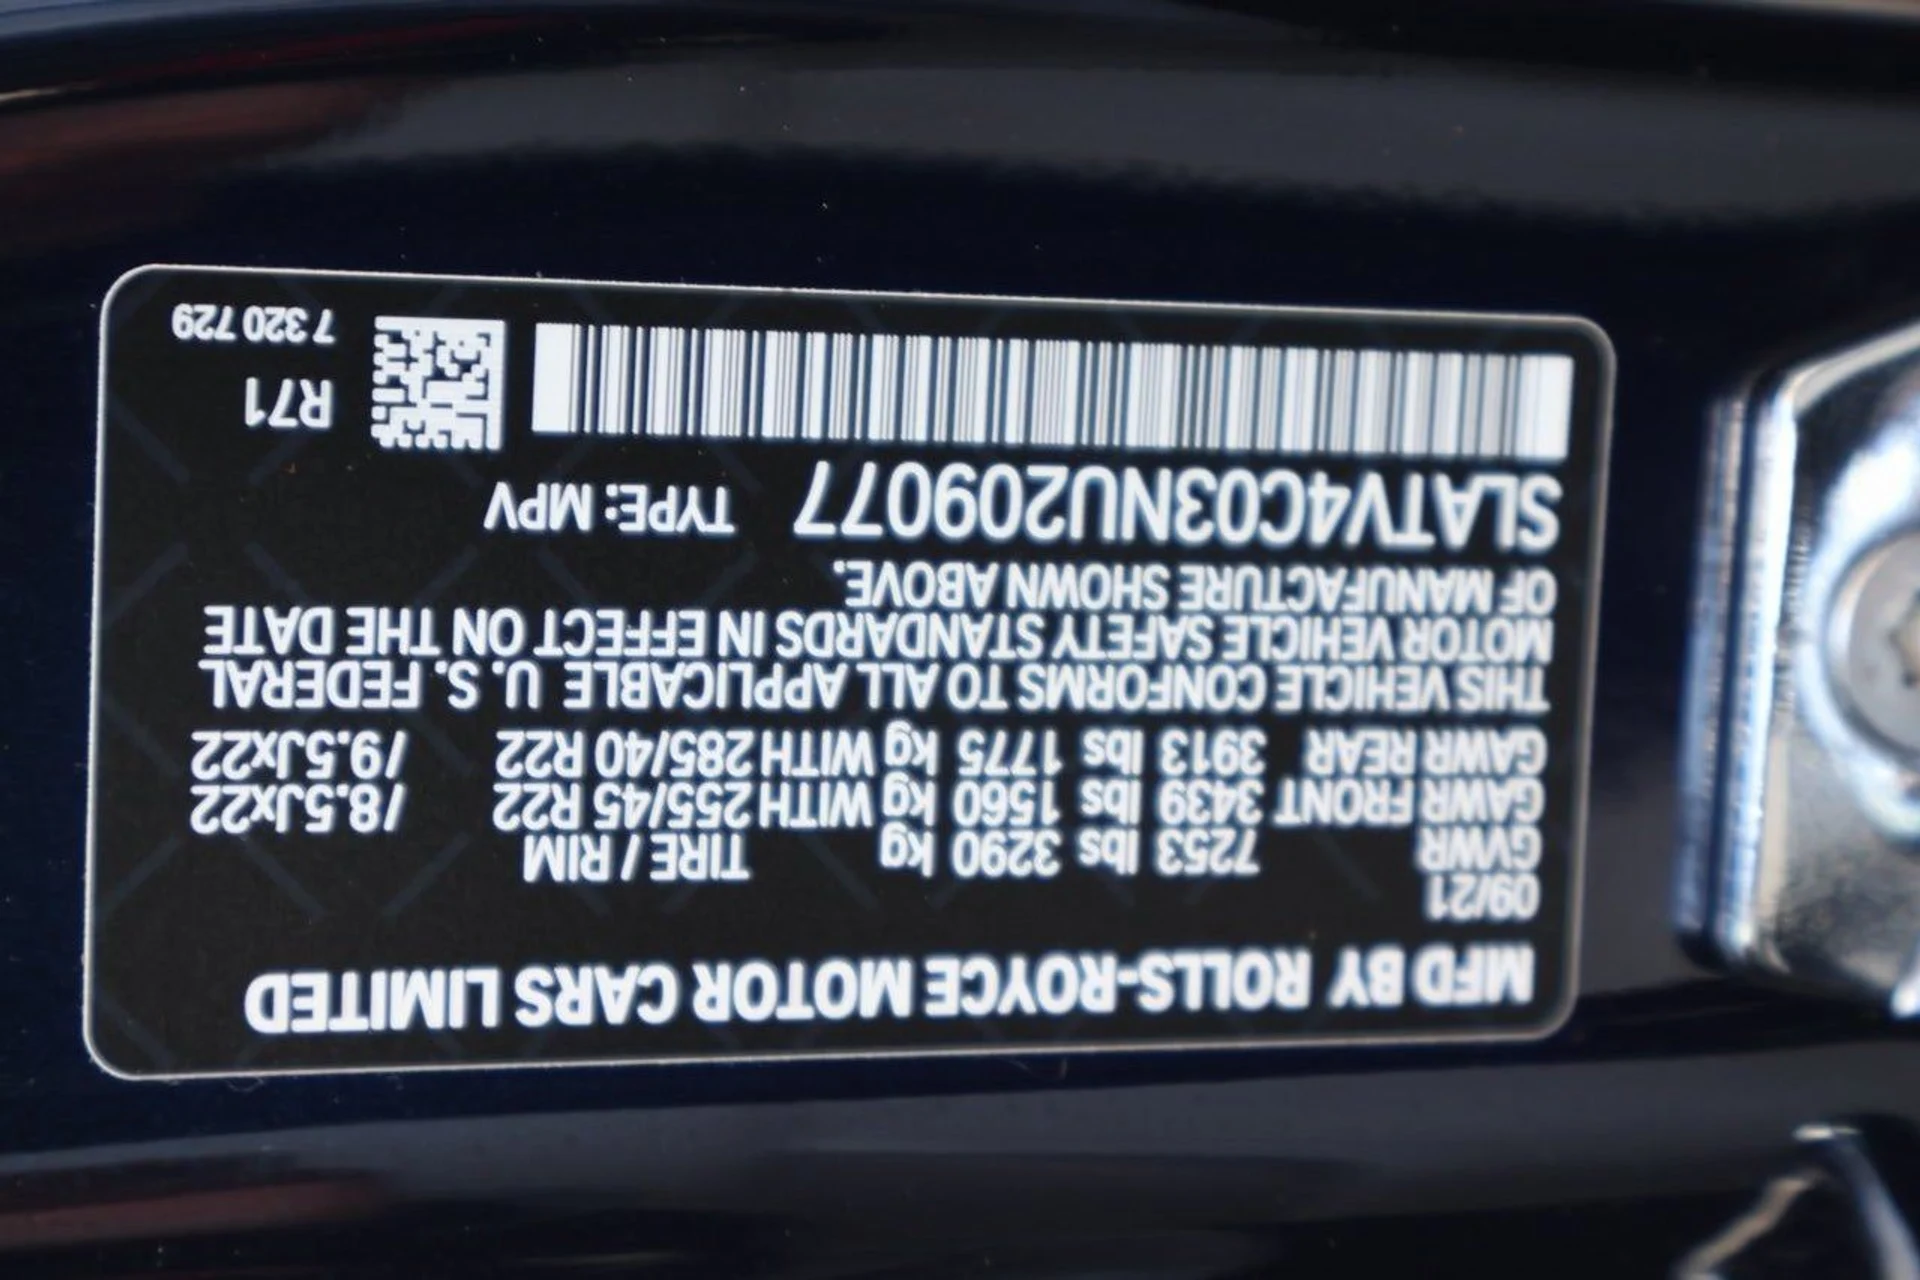 MFD BY ROLLS-ROYCE MOTOR CARS LIMITED
09/21
GVWR 7253 lbs 3290 kg TIRE / RIM
GAWR FRONT 3439 lbs 1560 kg WITH 255/45 R22 /8.5Jx22
GAWR REAR 3913 lbs 1775 kg WITH 285/40 R22 /9.5Jx22
THIS VEHICLE CONFORMS TO ALL APPLICABLE U. S. FEDERAL
MOTOR VEHICLE SAFETY STANDARDS IN EFFECT ON THE DATE
OF MANUFACTURE SHOWN ABOVE.
SLATV4C03NU209077 TYPE: MPV
R71
7 320 729